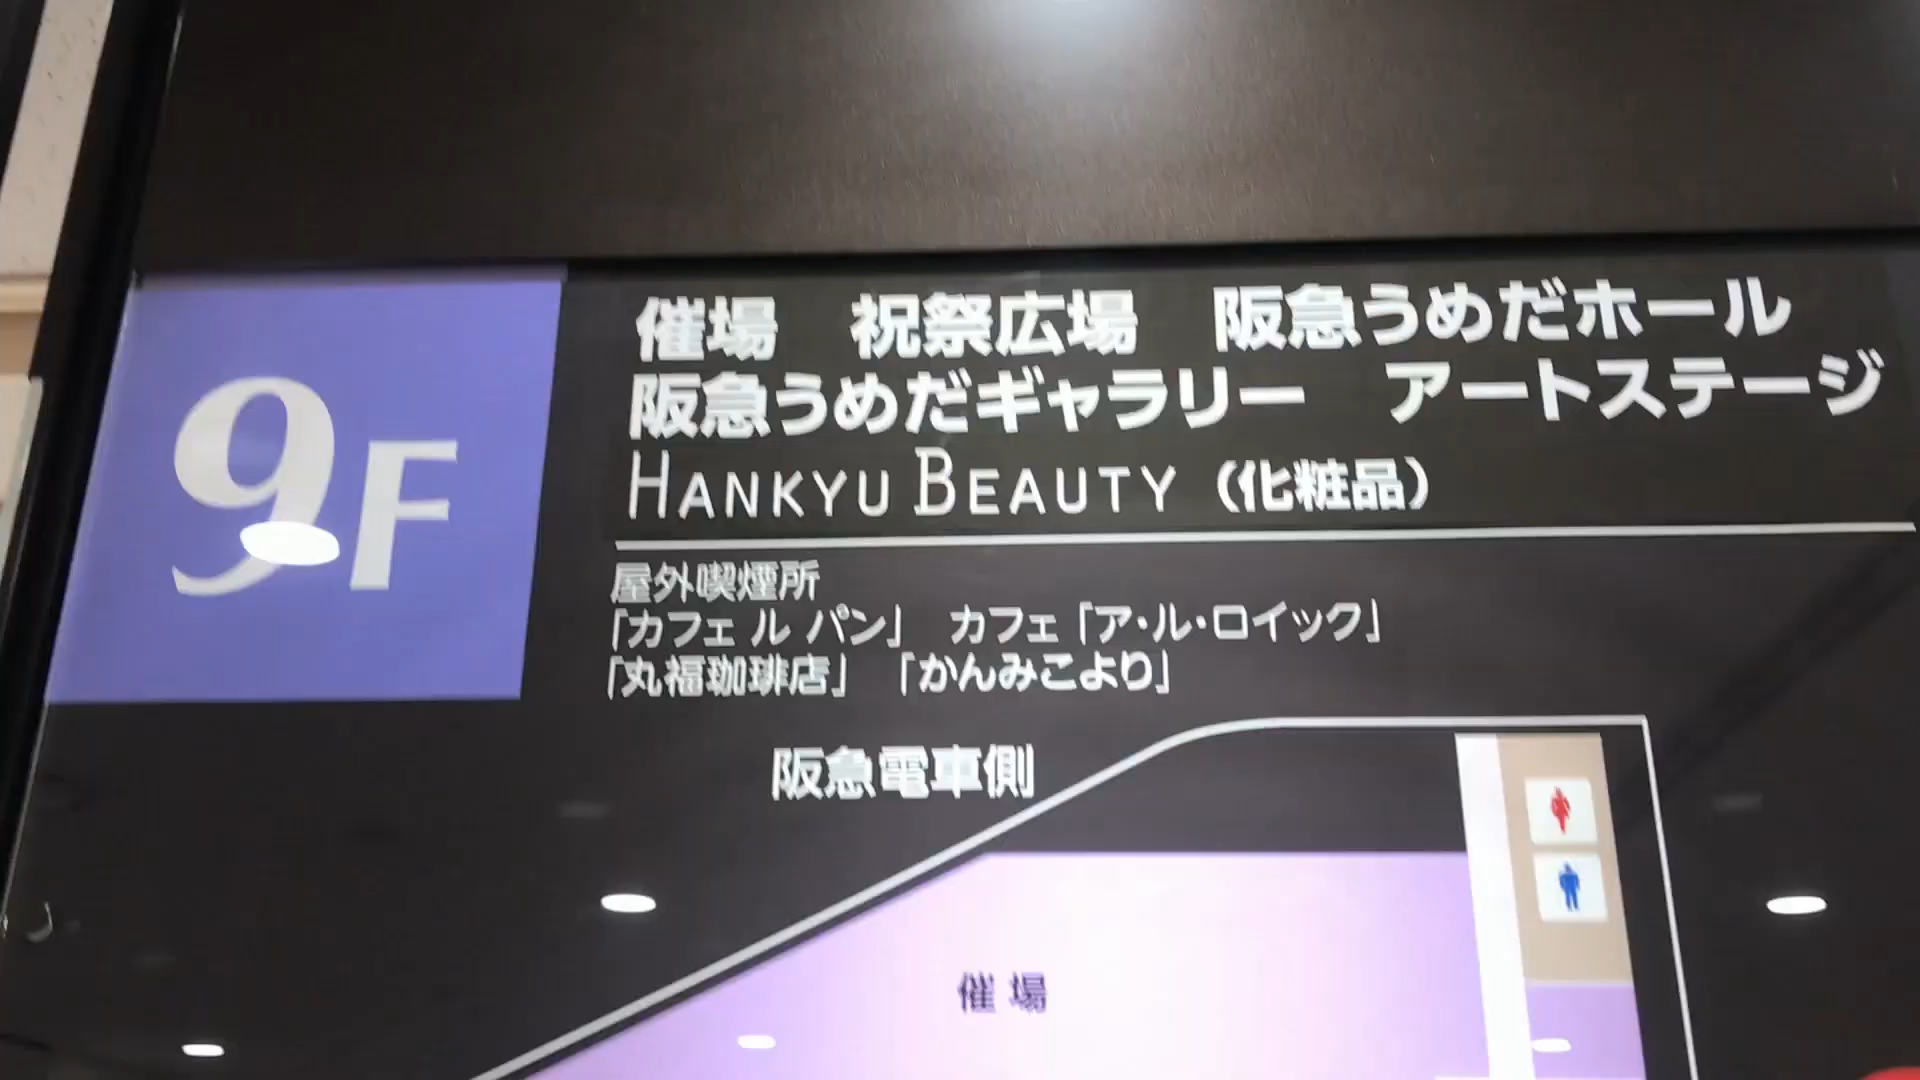 9F
催場　祝祭広場　阪急うめだホール
阪急うめだギャラリー　アートステージ
HANKYU BEAUTY（化粧品）
屋外喫煙所
「カフェ ル パン」　カフェ「ア・ル・ロイック」
「丸福珈琲店」　「かんみこより」
阪急電車側
催場